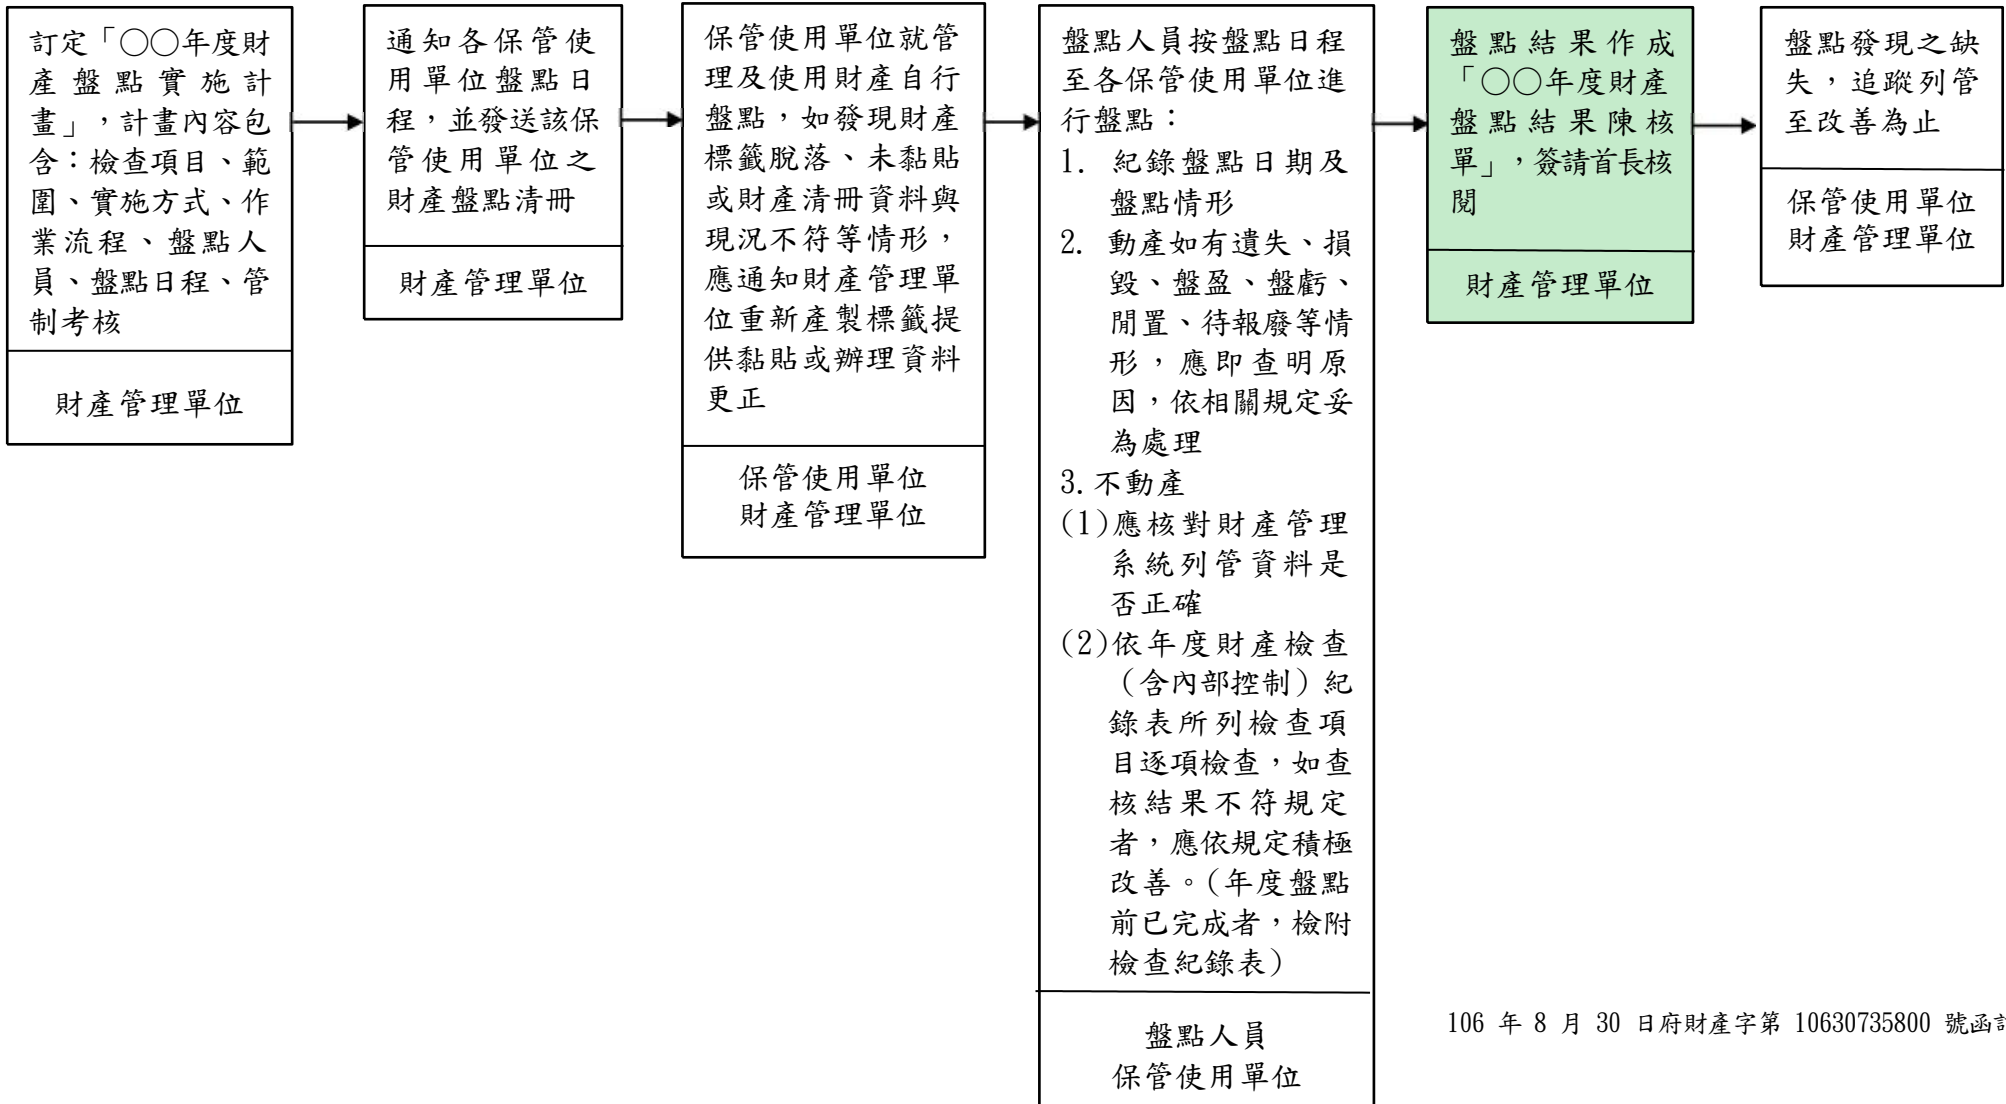 訂定「○○年度財
產盤點實施計
畫」,計畫內容包
含:檢查項目、範
圍、實施方式、作
業流程、盤點人
員、盤點日程、管
制考核
財產管理單位
通知各保管使
用單位盤點日
程,並發送該保
管使用單位之
財產盤點清冊
財產管理單位
保管使用單位就管
理及使用財產自行
盤點,如發現財產
標籤脫落、未黏貼
或財產清冊資料與
現況不符等情形,
應通知財產管理單
位重新產製標籤提
供黏貼或辦理資料
更正
保管使用單位
財產管理單位
盤點人員按盤點日程
至各保管使用單位進
行盤點:
1. 紀錄盤點日期及
盤點情形
2. 動產如有遺失、損
毀、盤盈、盤虧、
閒置、待報廢等情
形,應即查明原
因,依相關規定妥
為處理
3.不動產
(1)應核對財產管理
系統列管資料是
否正確
(2)依年度財產檢查
(含內部控制)紀
錄表所列檢查項
目逐項檢查,如查
核結果不符規定
者,應依規定積極
改善。(年度盤點
前已完成者,檢附
檢查紀錄表)
盤點人員
保管使用單位
盤點結果作成
「○○年度財產
盤點結果陳核
單」,簽請首長核
閱
財產管理單位
盤點發現之缺
失,追蹤列管
至改善為止
保管使用單位
財產管理單位
106 年 8 月 30 日府財產字第 10630735800 號函